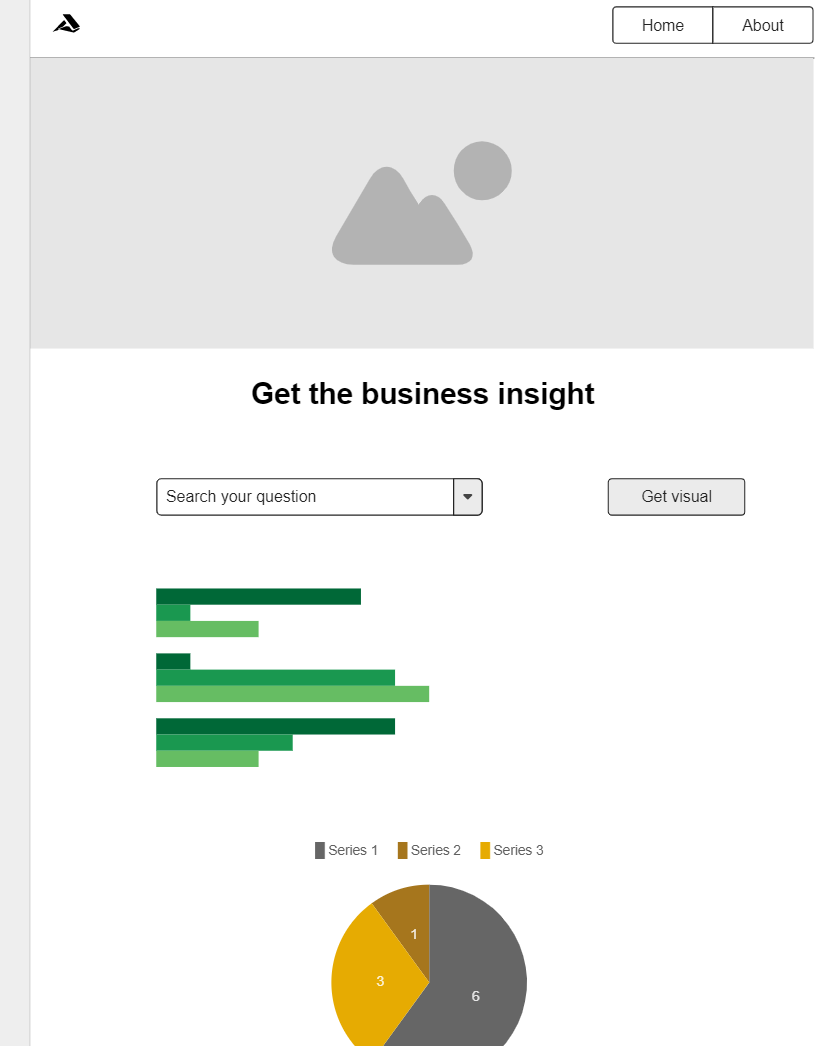 Home About
Get the business insight
Search your question
Get visual
Series 1 Series 2 Series 3
1
3
6